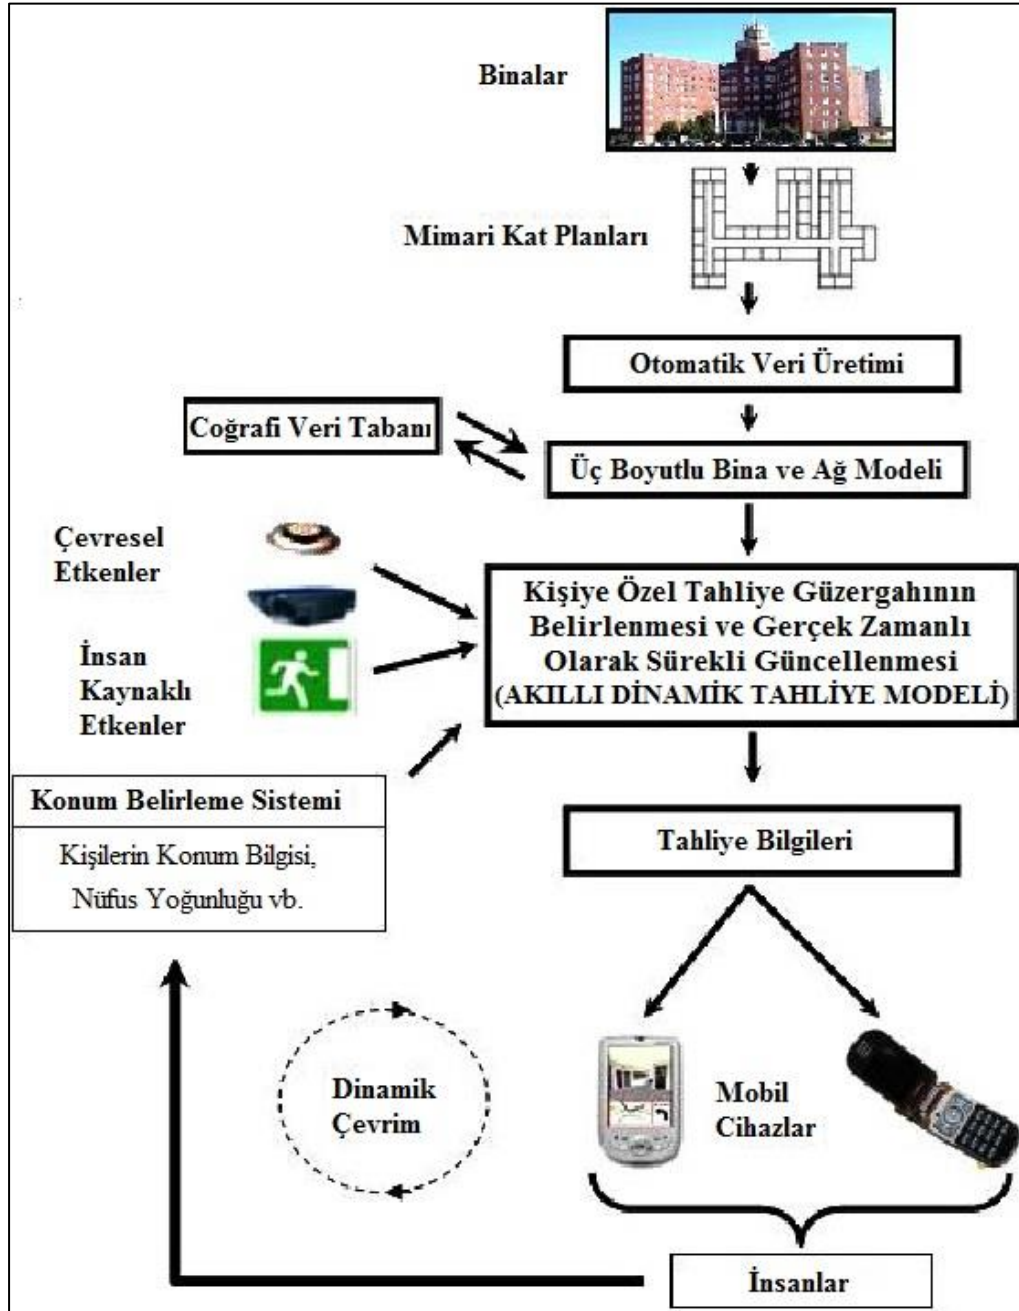 Binalar
Mimari Kat Planları
Otomatik Veri Üretimi
Coğrafi Veri Tabanı
Üç Boyutlu Bina ve Ağ Modeli
Çevresel
Etkenler
Kişiye Özel Tahliye Güzergahının
Belirlenmesi ve Gerçek Zamanlı
Olarak Sürekli Güncellenmesi
(AKILLI DİNAMİK TAHLİYE MODELİ)
İnsan
Kaynaklı
Etkenler
Konum Belirleme Sistemi
Kişilerin Konum Bilgisi,
Nüfus Yoğunluğu vb.
Tahliye Bilgileri
Dinamik
Çevrim
Mobil
Cihazlar
İnsanlar